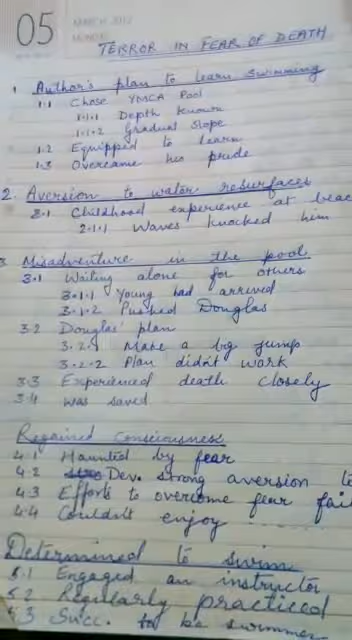 05 MARCH 2012
MONDAY
TERROR IN FEAR OF DEATH
1 Author's plan to learn swimming
1.1 Chose YMCA Pool
1.1.1 Depth known
1.1.2 Gradual Slope
1.2 Equipped to learn
1.3 Overcame his pride
2. Aversion to water resurfaces
2.1 Childhood experience at beac
2.1.1 Waves knocked him
3 Misadventure in the pool
3.1 Waiting alone for others
3.1.1 Young had arrived
3.1.2 Pushed Douglas
3.2 Douglas' plan
3.2.1 Make a big jump
3.2.2 Plan didn't work
3.3 Experienced death closely
3.4 was saved
Regained consciousness
4.1 Haunted by fear
4.2 Dev. strong aversion to
4.3 Efforts to overcome fear fai
4.4 Couldn't enjoy ......
Determined to swim
5.1 Engaged an instructor
5.2 Regularly practiced
5.3 Succ. to be swimmer